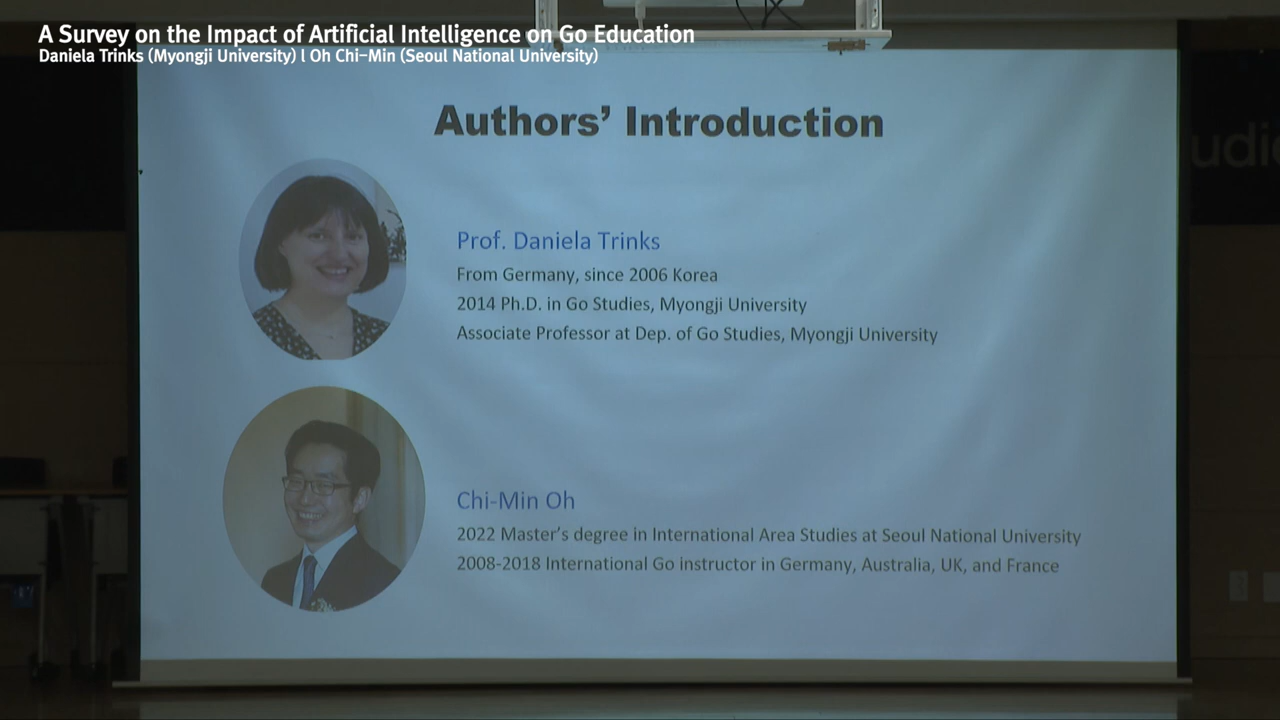 A Survey on the Impact of Artificial Intelligence on Go Education
Daniela Trinks (Myongji University) l Oh Chi-Min (Seoul National University)
Authors' Introduction
Prof. Daniela Trinks
From Germany, since 2006 Korea
2014 Ph.D. in Go Studies, Myongji University
Associate Professor at Dep. of Go Studies, Myongji University
Chi-Min Oh
2022 Master's degree in International Area Studies at Seoul National University
2008-2018 International Go instructor in Germany, Australia, UK, and France